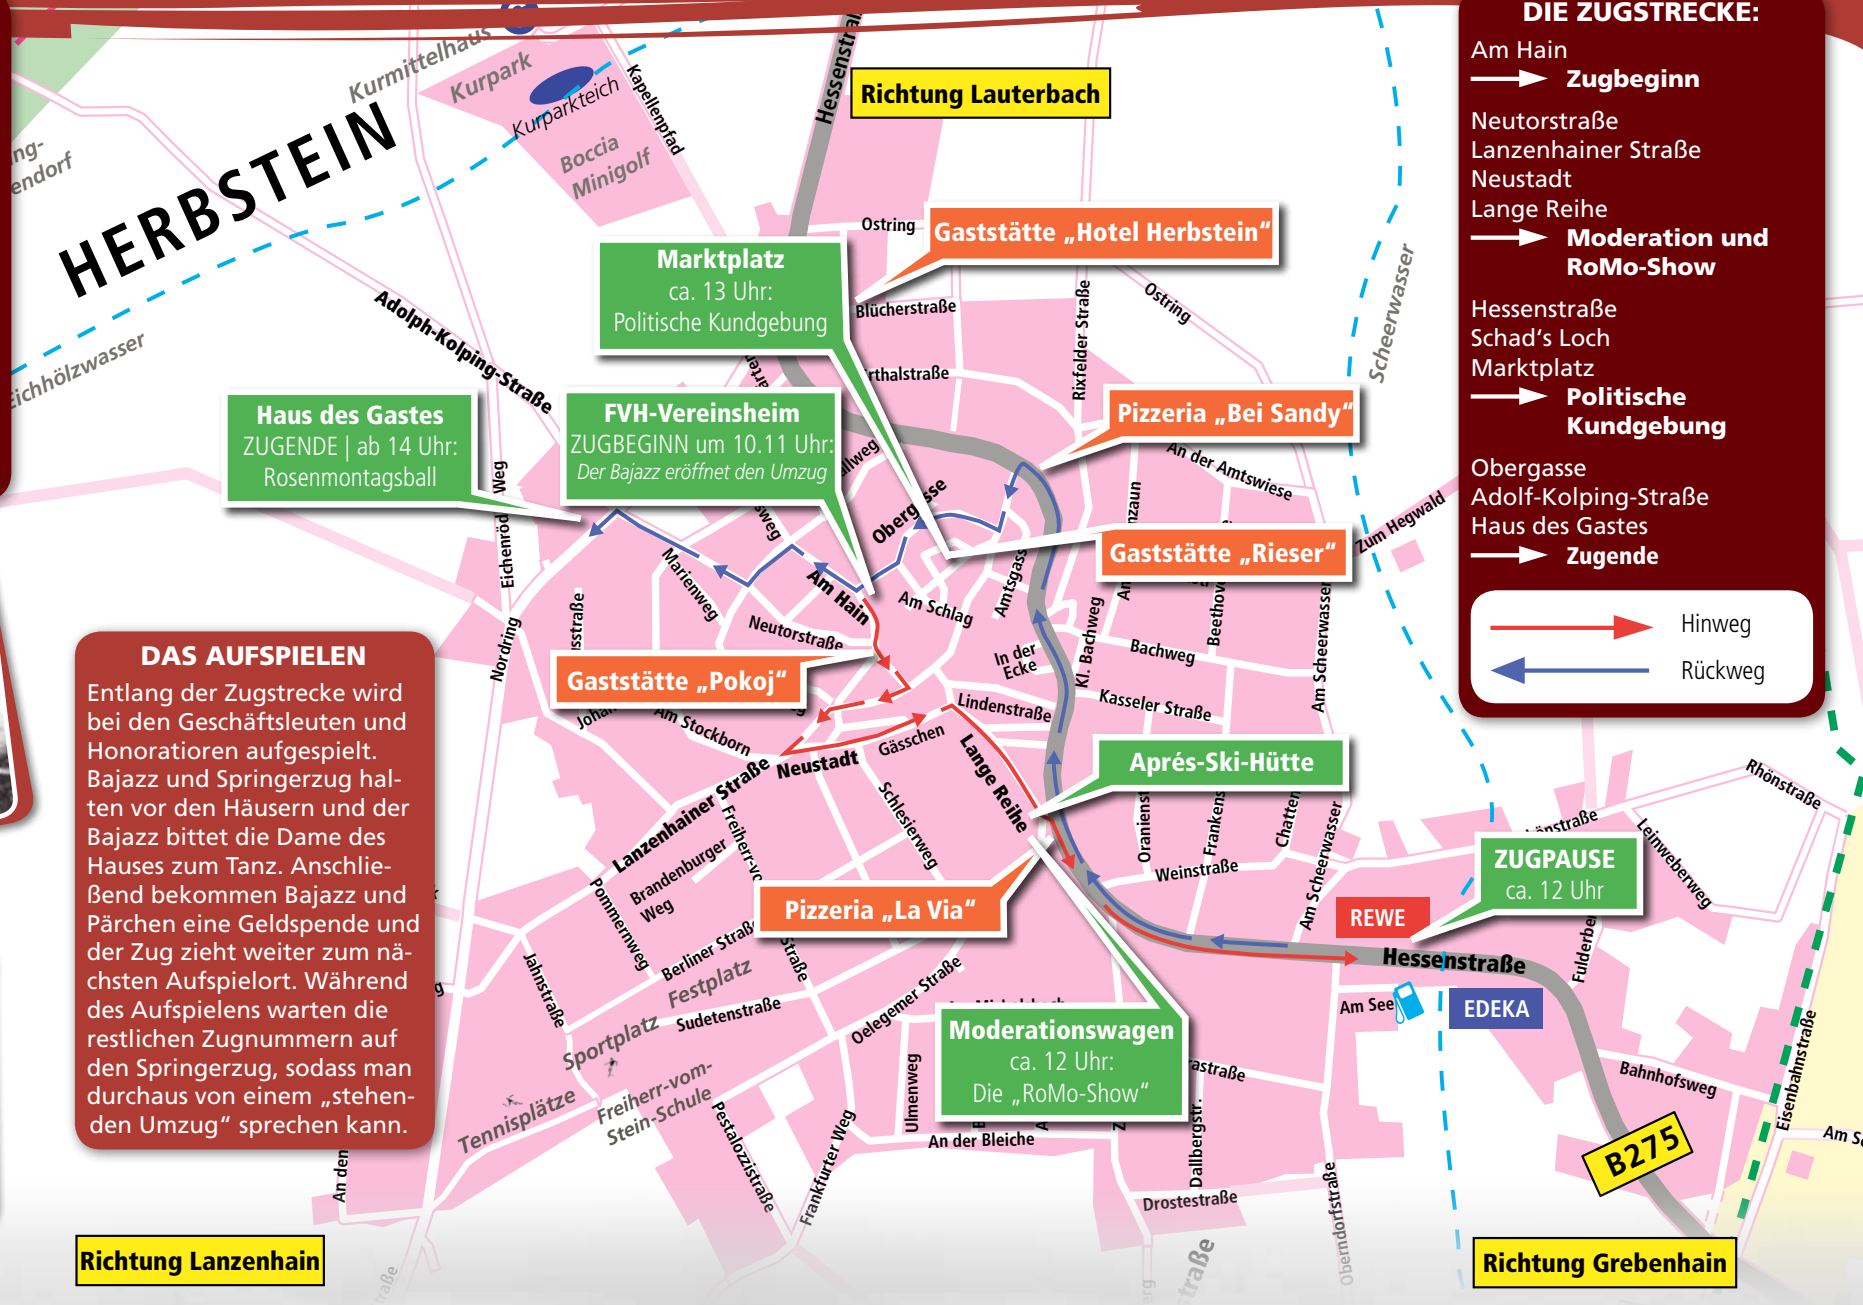 DIE ZUGSTRECKE:
Am Hain
Zugbeginn
Neutorstraße
Lanzenhainer Straße
Neustadt
Lange Reihe
Moderation und
RoMo-Show
Hessenstraße
Schad's Loch
Marktplatz
Politische
Kundgebung
Obergasse
Adolf-Kolping-Straße
Haus des Gastes
Zugende
Hinweg
Rückweg
HERBSTEIN
Kurmittelhaus
Kurpark
Kurparkteich
Kapellenpfad
Boccia
Minigolf
Richtung Lauterbach
Ostring
Gaststätte „Hotel Herbstein“
Marktplatz
ca. 13 Uhr:
Politische Kundgebung
Blücherstraße
Rixfelder Straße
Ostring
Scheerwasser
Eichhölzwasser
Adolph-Kolping-Straße
Haus des Gastes
ZUGENDE | ab 14 Uhr:
Rosenmontagsball
FVH-Vereinsheim
ZUGBEGINN um 10.11 Uhr:
Der Bajazz eröffnet den Umzug
Pizzeria „Bei Sandy“
An der Amtswiese
Zum Hegwald
Obergasse
Gaststätte „Rieser“
Marienweg
Am Hain
Am Schlag
Neutorstraße
Nordring
In der
Ecke
Kl. Bachweg
Bachweg
Am Scheerwasser
Gaststätte „Pokoj“
Lindenstraße
Kasseler Straße
Am Stockborn
Neustadt
Gässchen
Lange Reihe
Aprés-Ski-Hütte
Lanzenhainer Straße
Schlesierweg
Brandenburger
Weg
Pommernweg
Weinstraße
Am Scheerwasser
Rhönstraße
Leinweberweg
ZUGPAUSE
ca. 12 Uhr
REWE
Pizzeria „La Via“
Hessenstraße
Festplatz
Jahnstraße
Sudetenstraße
Sportplatz
Oelegemer Straße
Am See
EDEKA
Moderationswagen
ca. 12 Uhr:
Die „RoMo-Show“
Freiherr-vom-
Stein-Schule
Tennisplätze
Ulmenweg
Bahnhofsweg
Eisenbahnstraße
Pestalozzistraße
Frankfurter Weg
An der Bleiche
Dallbergstr.
Drostestraße
Oberndorfstraße
B275
DAS AUFSPIELEN
Entlang der Zugstrecke wird
bei den Geschäftsleuten und
Honoratioren aufgespielt.
Bajazz und Springerzug hal-
ten vor den Häusern und der
Bajazz bittet die Dame des
Hauses zum Tanz. Anschlie-
ßend bekommen Bajazz und
Pärchen eine Geldspende und
der Zug zieht weiter zum nä-
chsten Aufspielort. Während
des Aufspielens warten die
restlichen Zugnummern auf
den Springerzug, sodass man
durchaus von einem „stehen-
den Umzug“ sprechen kann.
Richtung Lanzenhain
Richtung Grebenhain